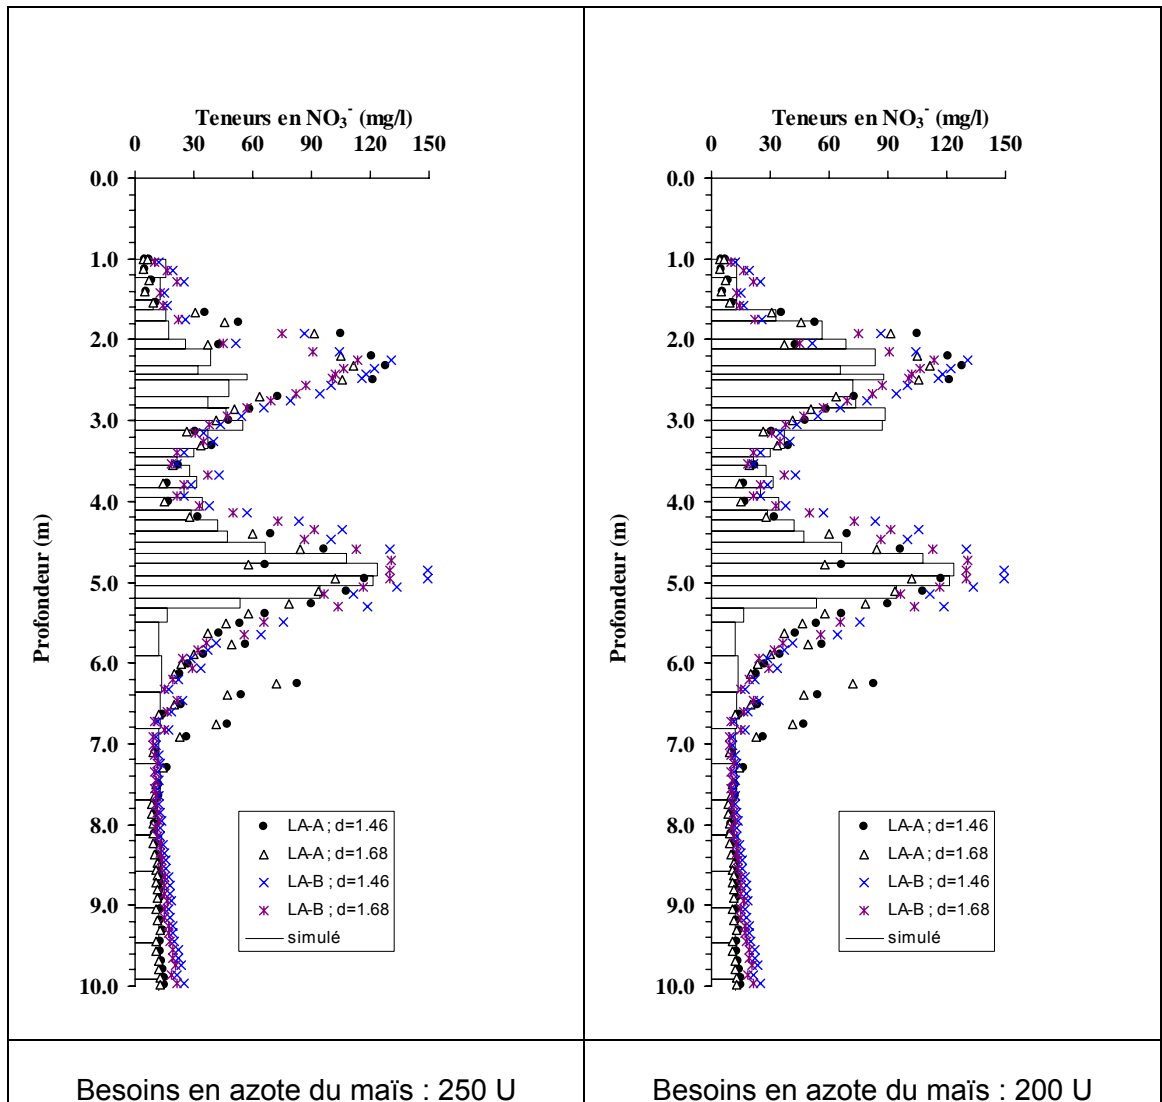 Teneurs en NO₃⁻ (mg/l)
0 30 60 90 120 150
0.0
1.0
2.0
3.0
4.0
5.0
6.0
7.0
8.0
9.0
10.0
Profondeur (m)
LA-A ; d=1.46
LA-A ; d=1.68
LA-B ; d=1.46
LA-B ; d=1.68
simulé
Besoins en azote du maïs : 250 U
Teneurs en NO₃⁻ (mg/l)
0 30 60 90 120 150
0.0
1.0
2.0
3.0
4.0
5.0
6.0
7.0
8.0
9.0
10.0
Profondeur (m)
LA-A ; d=1.46
LA-A ; d=1.68
LA-B ; d=1.46
LA-B ; d=1.68
simulé
Besoins en azote du maïs : 200 U